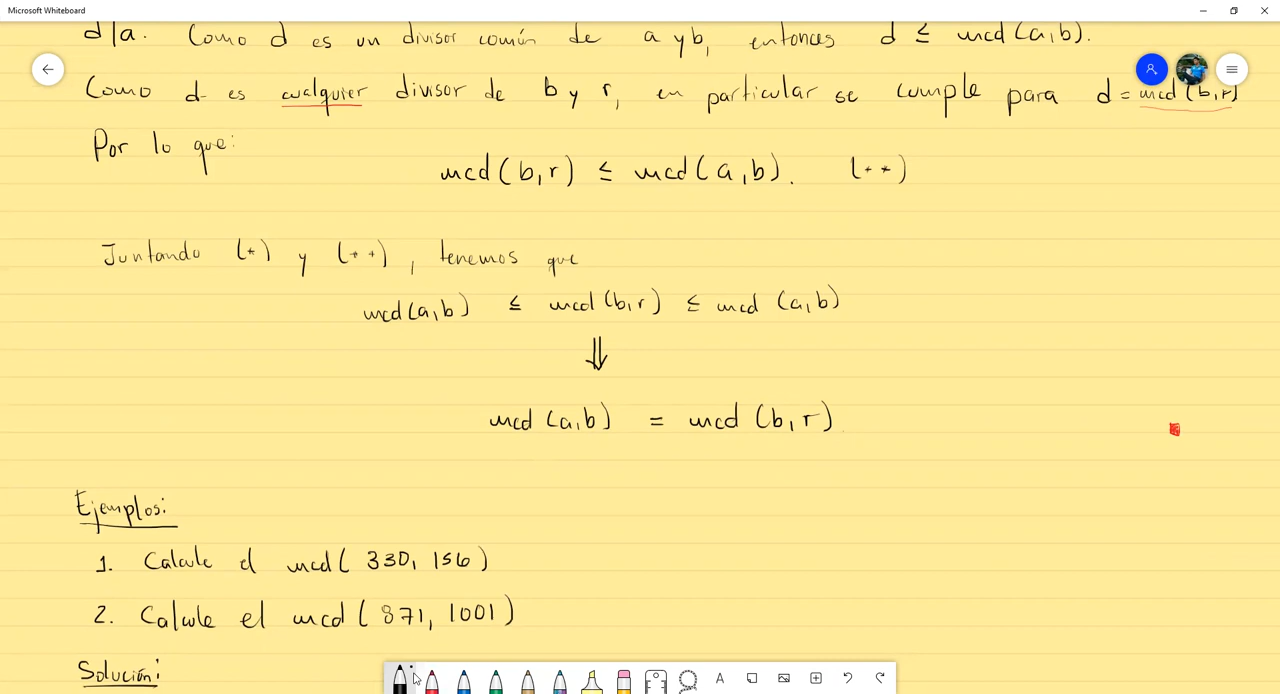 Microsoft Whiteboard
d|a. Como d es un divisor común de a y b, entonces d ≤ mcd(a,b).
Como d es cualquier divisor de b y r, en particular se cumple para d = mcd(b,r)
Por lo que:
mcd(b,r) ≤ mcd(a,b). (**)
Juntando (*) y (**), tenemos que
mcd(a,b) ≤ mcd(b,r) ≤ mcd(a,b)
⇓
mcd(a,b) = mcd(b,r).
Ejemplos:
1. Calcule el mcd(330, 156)
2. Calcule el mcd(871, 1001)
Solución:
A